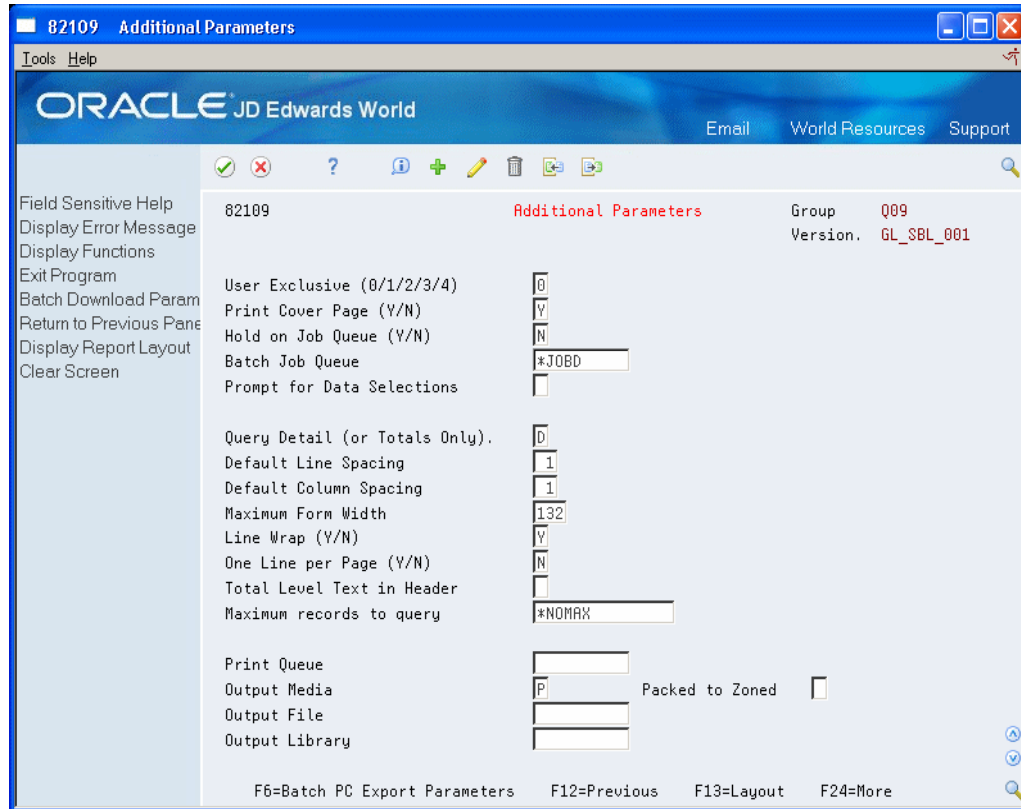 82109 Additional Parameters
Tools Help
ORACLE JD Edwards World
Email World Resources Support
Field Sensitive Help
Display Error Message
Display Functions
Exit Program
Batch Download Param
Return to Previous Pane
Display Report Layout
Clear Screen
82109 Additional Parameters Group Q09
Version. GL_SBL_001
User Exclusive (0/1/2/3/4) 0
Print Cover Page (Y/N) Y
Hold on Job Queue (Y/N) N
Batch Job Queue *JOBD
Prompt for Data Selections
Query Detail (or Totals Only). D
Default Line Spacing 1
Default Column Spacing 1
Maximum Form Width 132
Line Wrap (Y/N) Y
One Line per Page (Y/N) N
Total Level Text in Header
Maximum records to query *NOMAX
Print Queue
Output Media P Packed to Zoned
Output File
Output Library
F6=Batch PC Export Parameters F12=Previous F13=Layout F24=More